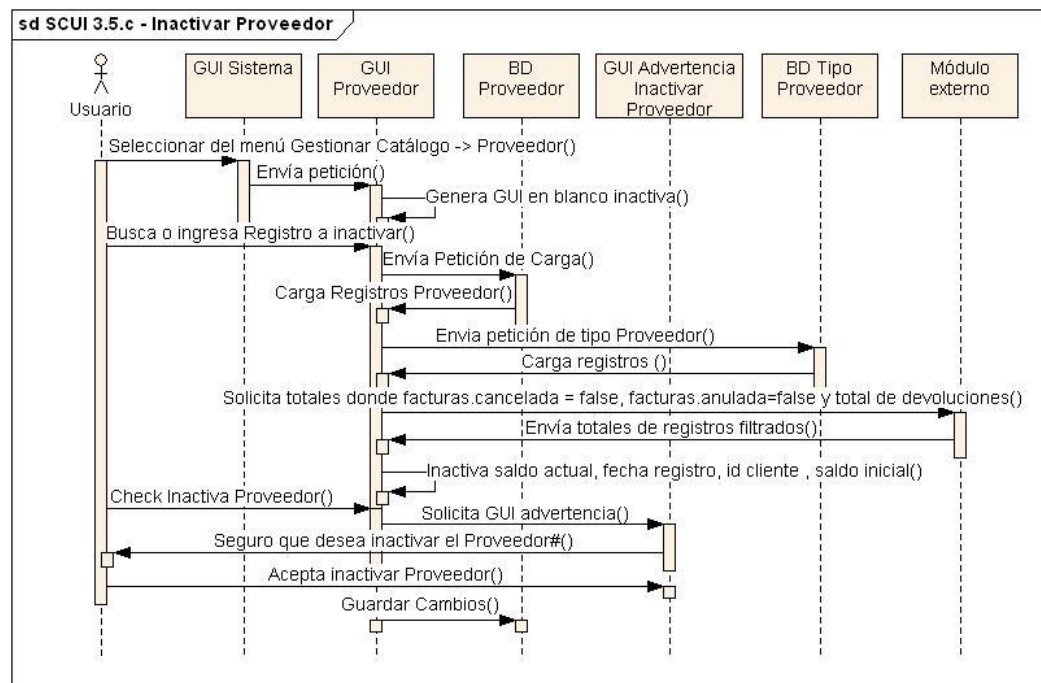 sd SCUI 3.5.c - Inactivar Proveedor
Usuario
GUI Sistema
GUI
Proveedor
BD
Proveedor
GUI Advertencia
Inactivar
Proveedor
BD Tipo
Proveedor
Módulo
externo
Seleccionar del menú Gestionar Catálogo -> Proveedor()
Envía petición()
Genera GUI en blanco inactiva()
Busca o ingresa Registro a inactivar()
Envía Petición de Carga()
Carga Registros Proveedor()
Envia petición de tipo Proveedor()
Carga registros ()
Solicita totales donde facturas.cancelada = false, facturas.anulada=false y total de devoluciones()
Envía totales de registros filtrados()
Inactiva saldo actual, fecha registro, id cliente , saldo inicial()
Check Inactiva Proveedor()
Solicita GUI advertencia()
Seguro que desea inactivar el Proveedor#()
Acepta inactivar Proveedor()
Guardar Cambios()